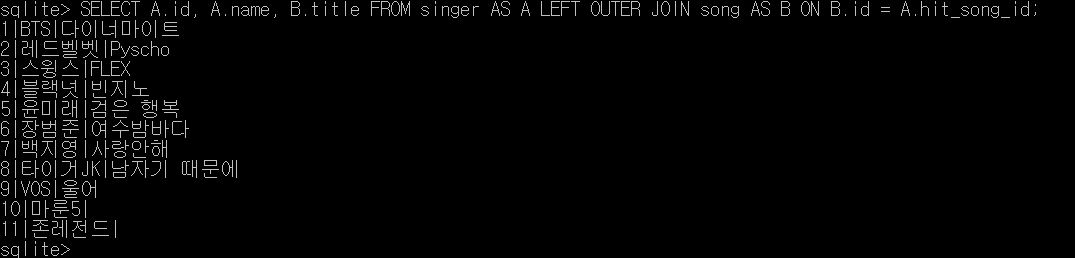 sqlite> SELECT A.id, A.name, B.title FROM singer AS A LEFT OUTER JOIN song AS B ON B.id = A.hit_song_id;
1|BTS|다이너마이트
2|레드벨벳|Pyscho
3|스윙스|FLEX
4|블랙넛|빈지노
5|윤미래|검은 행복
6|장범준|여수밤바다
7|백지영|사랑안해
8|타이거JK|남자기 때문에
9|VOS|울어
10|마룬5|
11|존레전드|
sqlite>